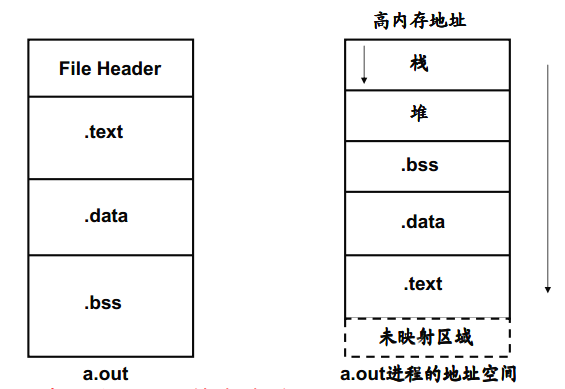 File Header
.text
.data
.bss
a.out
高内存地址
栈
堆
.bss
.data
.text
未映射区域
a.out进程的地址空间